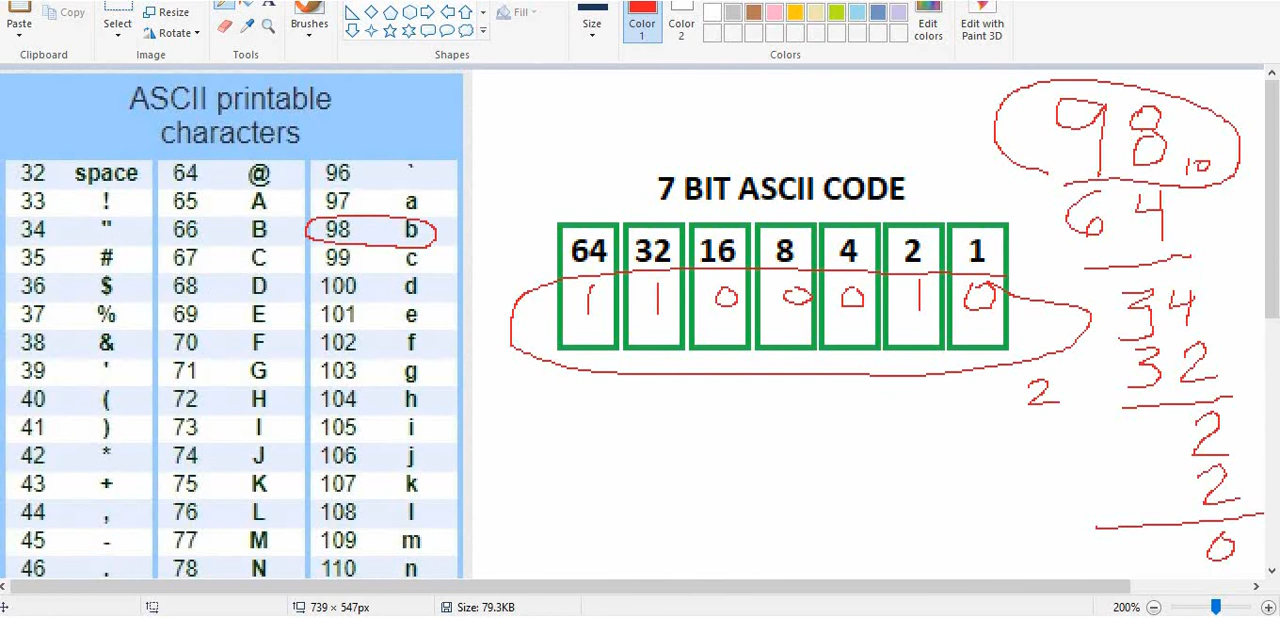 Paste
Select
Copy
Resize
Rotate
Brushes
Fill
Size
Color
1
Color
2
Edit
colors
Edit with
Paint 3D
Clipboard
Image
Tools
Shapes
Colors
ASCII printable
characters
32 space 64 @ 96 `
33 ! 65 A 97 a
34 " 66 B 98 b
35 # 67 C 99 c
36 $ 68 D 100 d
37 % 69 E 101 e
38 & 70 F 102 f
39 ' 71 G 103 g
40 ( 72 H 104 h
41 ) 73 I 105 i
42 * 74 J 106 j
43 + 75 K 107 k
44 , 76 L 108 l
45 - 77 M 109 m
46 . 78 N 110 n
7 BIT ASCII CODE
64 32 16 8 4 2 1
1 1 0 0 0 1 0
2
98 10
64
34
32
2
2
0
739 × 547px
Size: 79.3KB
200%